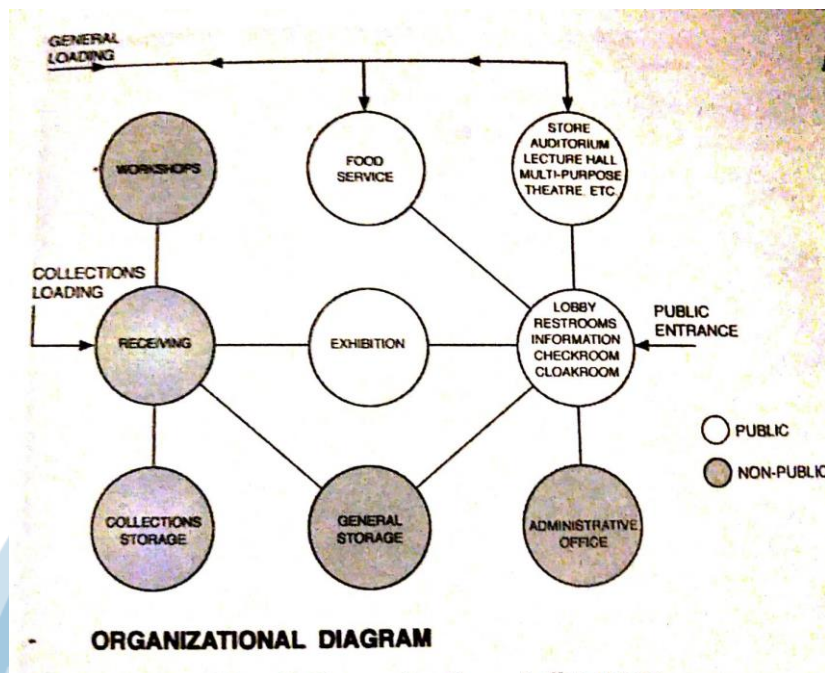 GENERAL
LOADING
WORKSHOPS
FOOD
SERVICE
STORE
AUDITORIUM
LECTURE HALL
MULTI-PURPOSE
THEATRE, ETC.
COLLECTIONS
LOADING
RECEIVING
EXHIBITION
LOBBY
RESTROOMS
INFORMATION
CHECKROOM
CLOAKROOM
PUBLIC
ENTRANCE
PUBLIC
NON-PUBLIC
COLLECTIONS
STORAGE
GENERAL
STORAGE
ADMINISTRATIVE
OFFICE
ORGANIZATIONAL DIAGRAM